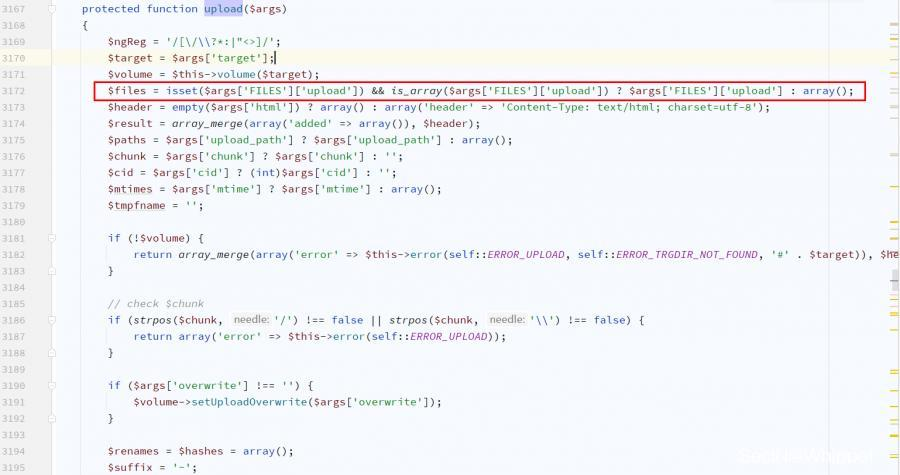 3167 protected function upload($args)
3168 {
3169 $ngReg = '/[\/\\?*:|"<>]/';
3170 $target = $args['target'];
3171 $volume = $this->volume($target);
3172 $files = isset($args['FILES']['upload']) && is_array($args['FILES']['upload']) ? $args['FILES']['upload'] : array();
3173 $header = empty($args['html']) ? array() : array('header' => 'Content-Type: text/html; charset=utf-8');
3174 $result = array_merge(array('added' => array()), $header);
3175 $paths = $args['upload_path'] ? $args['upload_path'] : array();
3176 $chunk = $args['chunk'] ? $args['chunk'] : '';
3177 $cid = $args['cid'] ? (int)$args['cid'] : '';
3178 $mtimes = $args['mtime'] ? $args['mtime'] : array();
3179 $tmpfname = '';
3180
3181 if (!$volume) {
3182 return array_merge(array('error' => $this->error(self::ERROR_UPLOAD, self::ERROR_TRGDIR_NOT_FOUND, '#' . $target)), $he
3183 }
3184
3185 // check $chunk
3186 if (strpos($chunk, needle: '/') !== false || strpos($chunk, needle: '\\') !== false) {
3187 return array('error' => $this->error(self::ERROR_UPLOAD));
3188 }
3189
3190 if ($args['overwrite'] !== '') {
3191 $volume->setUploadOverwrite($args['overwrite']);
3192 }
3193
3194 $renames = $hashes = array();
3195 $suffix = '~';